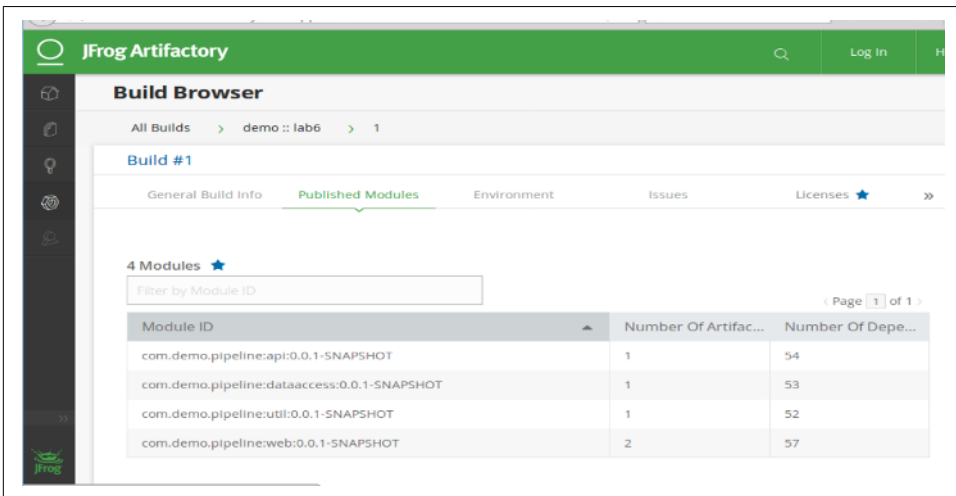 JFrog Artifactory
Log In
H
Build Browser
All Builds > demo :: lab6 > 1
Build #1
General Build Info Published Modules Environment Issues Licenses »
4 Modules
Filter by Module ID
< Page 1 of 1 >
Module ID Number Of Artifac... Number Of Depe...
com.demo.pipeline:api:0.0.1-SNAPSHOT 1 54
com.demo.pipeline:dataaccess:0.0.1-SNAPSHOT 1 53
com.demo.pipeline:util:0.0.1-SNAPSHOT 1 52
com.demo.pipeline:web:0.0.1-SNAPSHOT 2 57
>>
JFrog